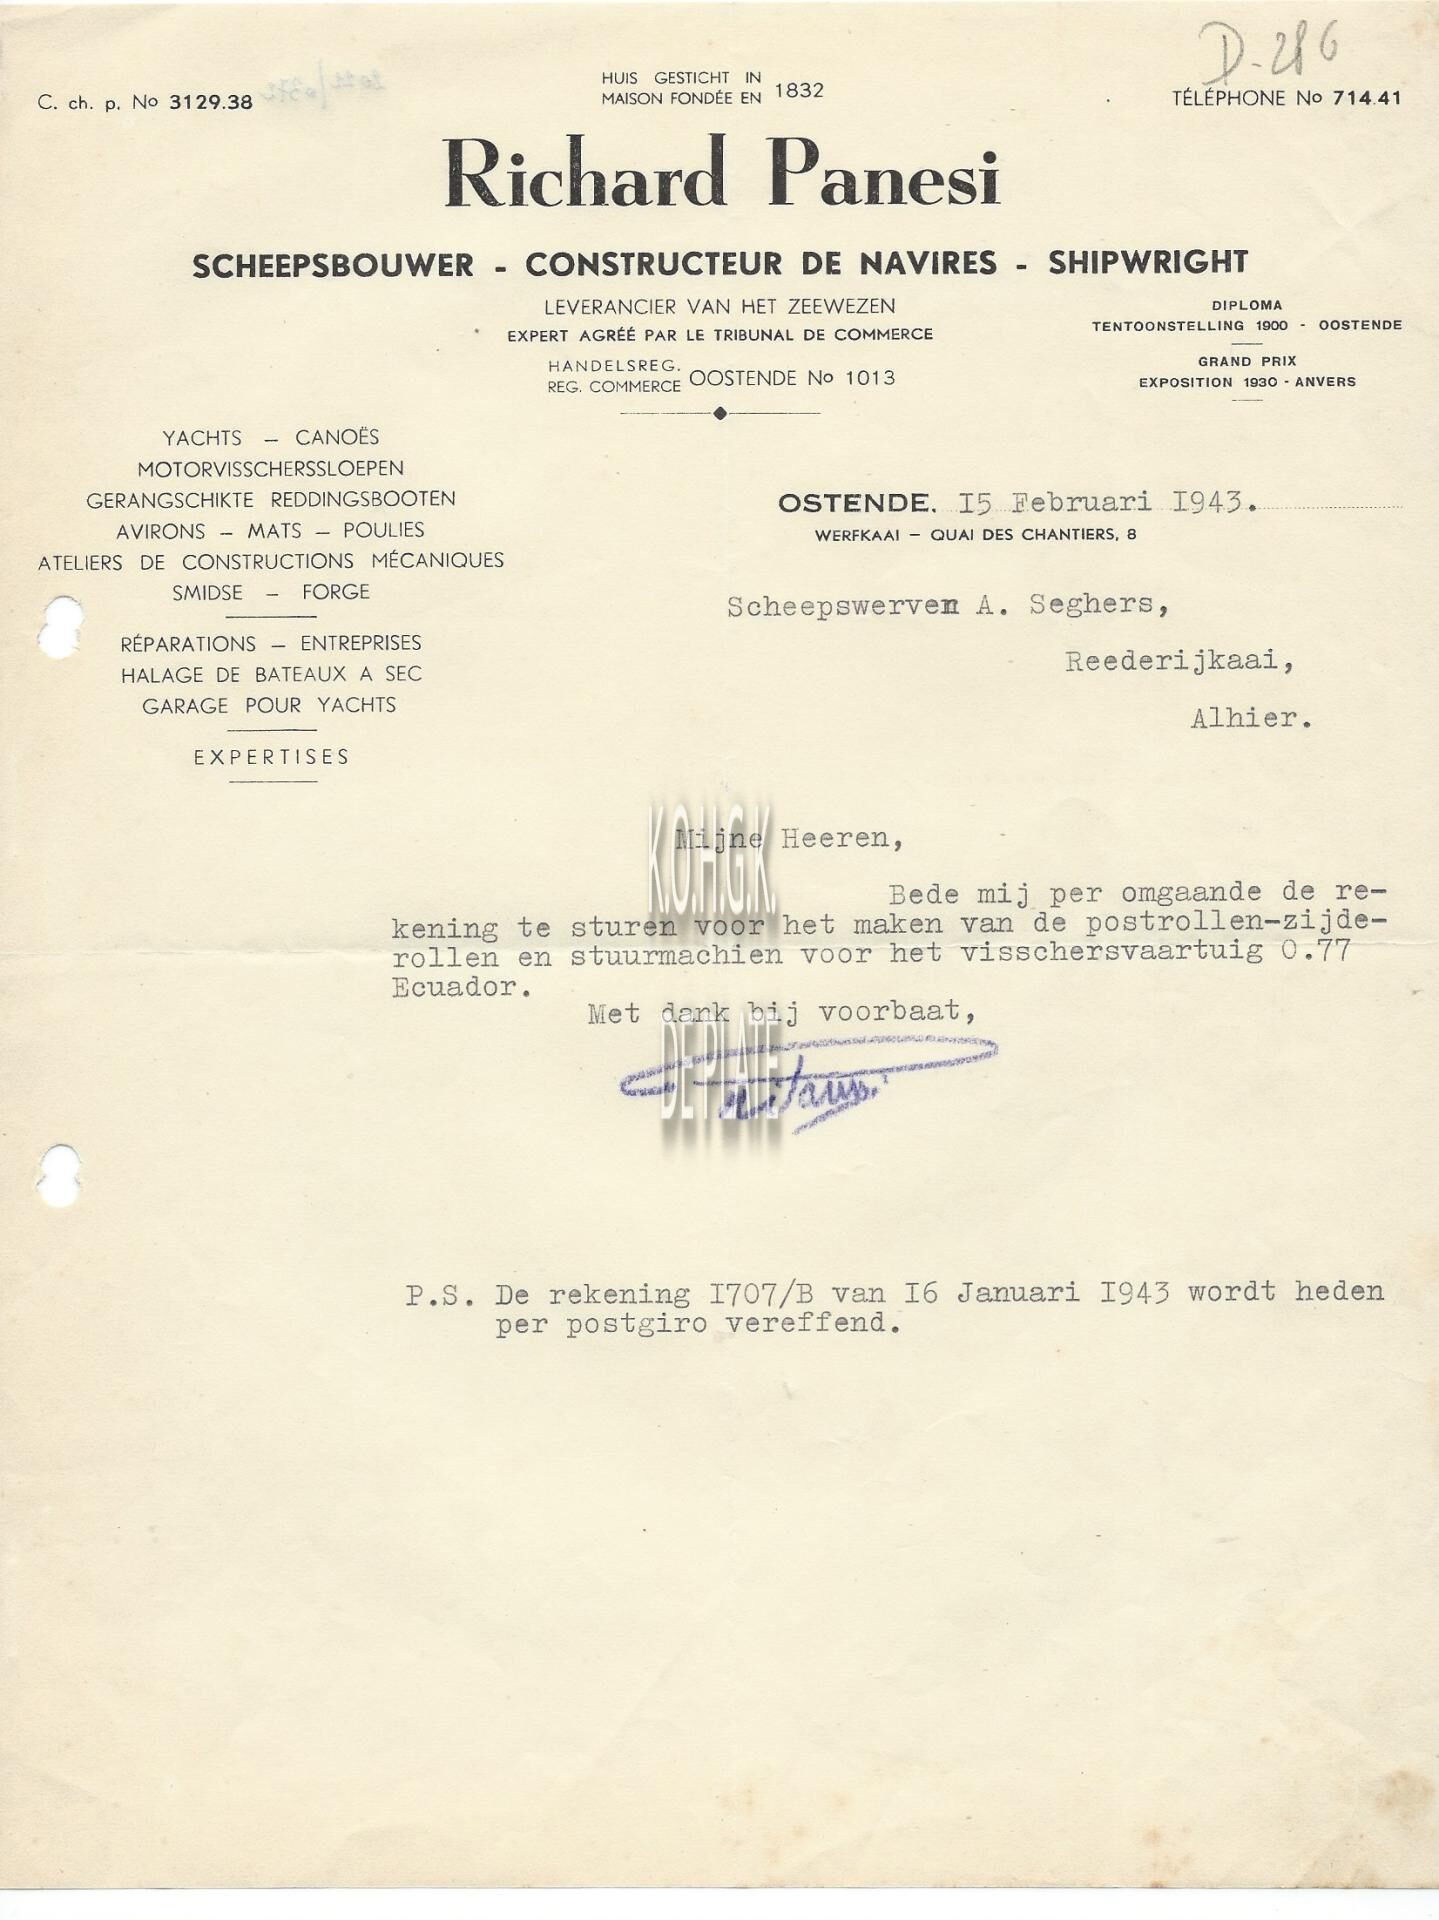 D-286
C. ch. p. No 3129.38
HUIS GESTICHT IN
MAISON FONDÉE EN 1832
TÉLÉPHONE No 714.41
Richard Panesi
SCHEEPSBOUWER - CONSTRUCTEUR DE NAVIRES - SHIPWRIGHT
LEVERANCIER VAN HET ZEEWEZEN
EXPERT AGRÉÉ PAR LE TRIBUNAL DE COMMERCE
HANDELSREG.
REG. COMMERCE OOSTENDE No 1013
DIPLOMA
TENTOONSTELLING 1900 - OOSTENDE
GRAND PRIX
EXPOSITION 1930 - ANVERS
YACHTS – CANOËS
MOTORVISSCHERSSLOEPEN
GERANGSCHIKTE REDDINGSBOOTEN
AVIRONS – MATS – POULIES
ATELIERS DE CONSTRUCTIONS MÉCANIQUES
SMIDSE – FORGE
RÉPARATIONS – ENTREPRISES
HALAGE DE BATEAUX A SEC
GARAGE POUR YACHTS
EXPERTISES
OSTENDE, I5 Februari I943.
WERFKAAI – QUAI DES CHANTIERS, 8
Scheepswerven A. Seghers,
Reederijkaai,
Alhier.
K.O.H.G.K.
Mijne Heeren,
Bede mij per omgaande de re-
kening te sturen voor het maken van de postrollen-zijde-
rollen en stuurmachien voor het visschersvaartuig O.77
Ecuador.
Met dank bij voorbaat,
DE PLATE
P.S. De rekening I707/B van I6 Januari I943 wordt heden
per postgiro vereffend.